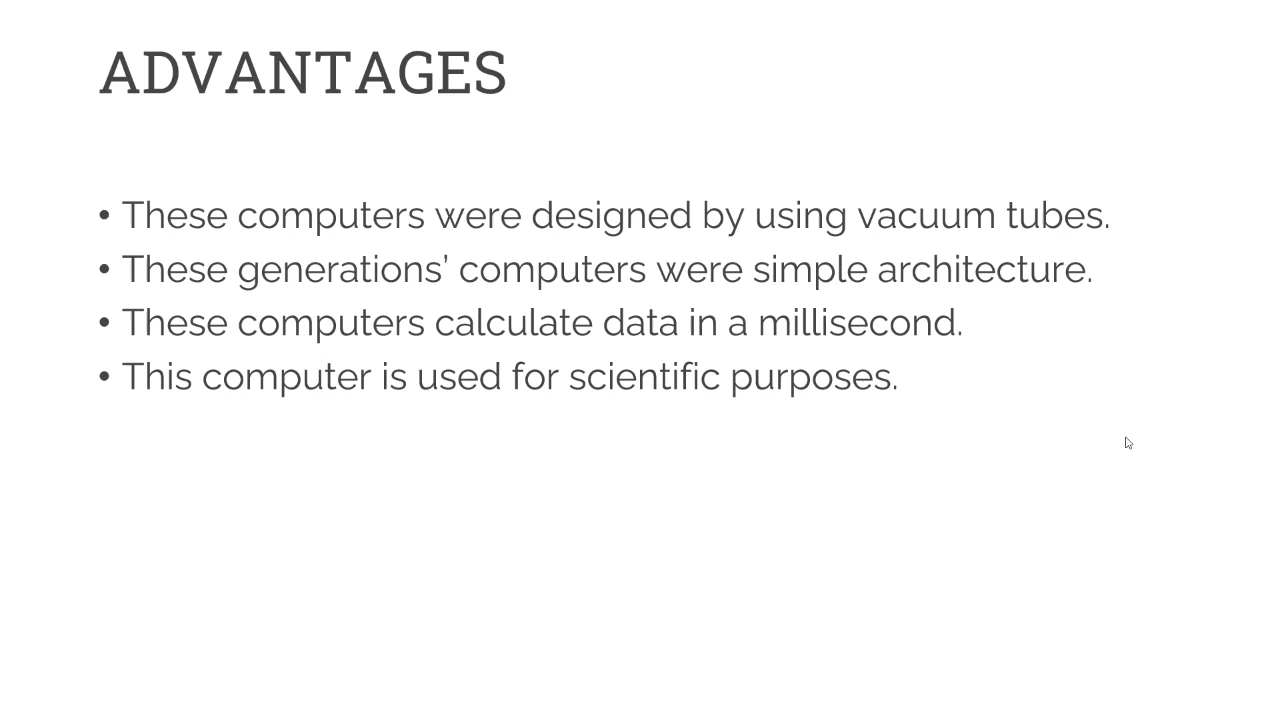 ADVANTAGES
• These computers were designed by using vacuum tubes.
• These generations’ computers were simple architecture.
• These computers calculate data in a millisecond.
• This computer is used for scientific purposes.